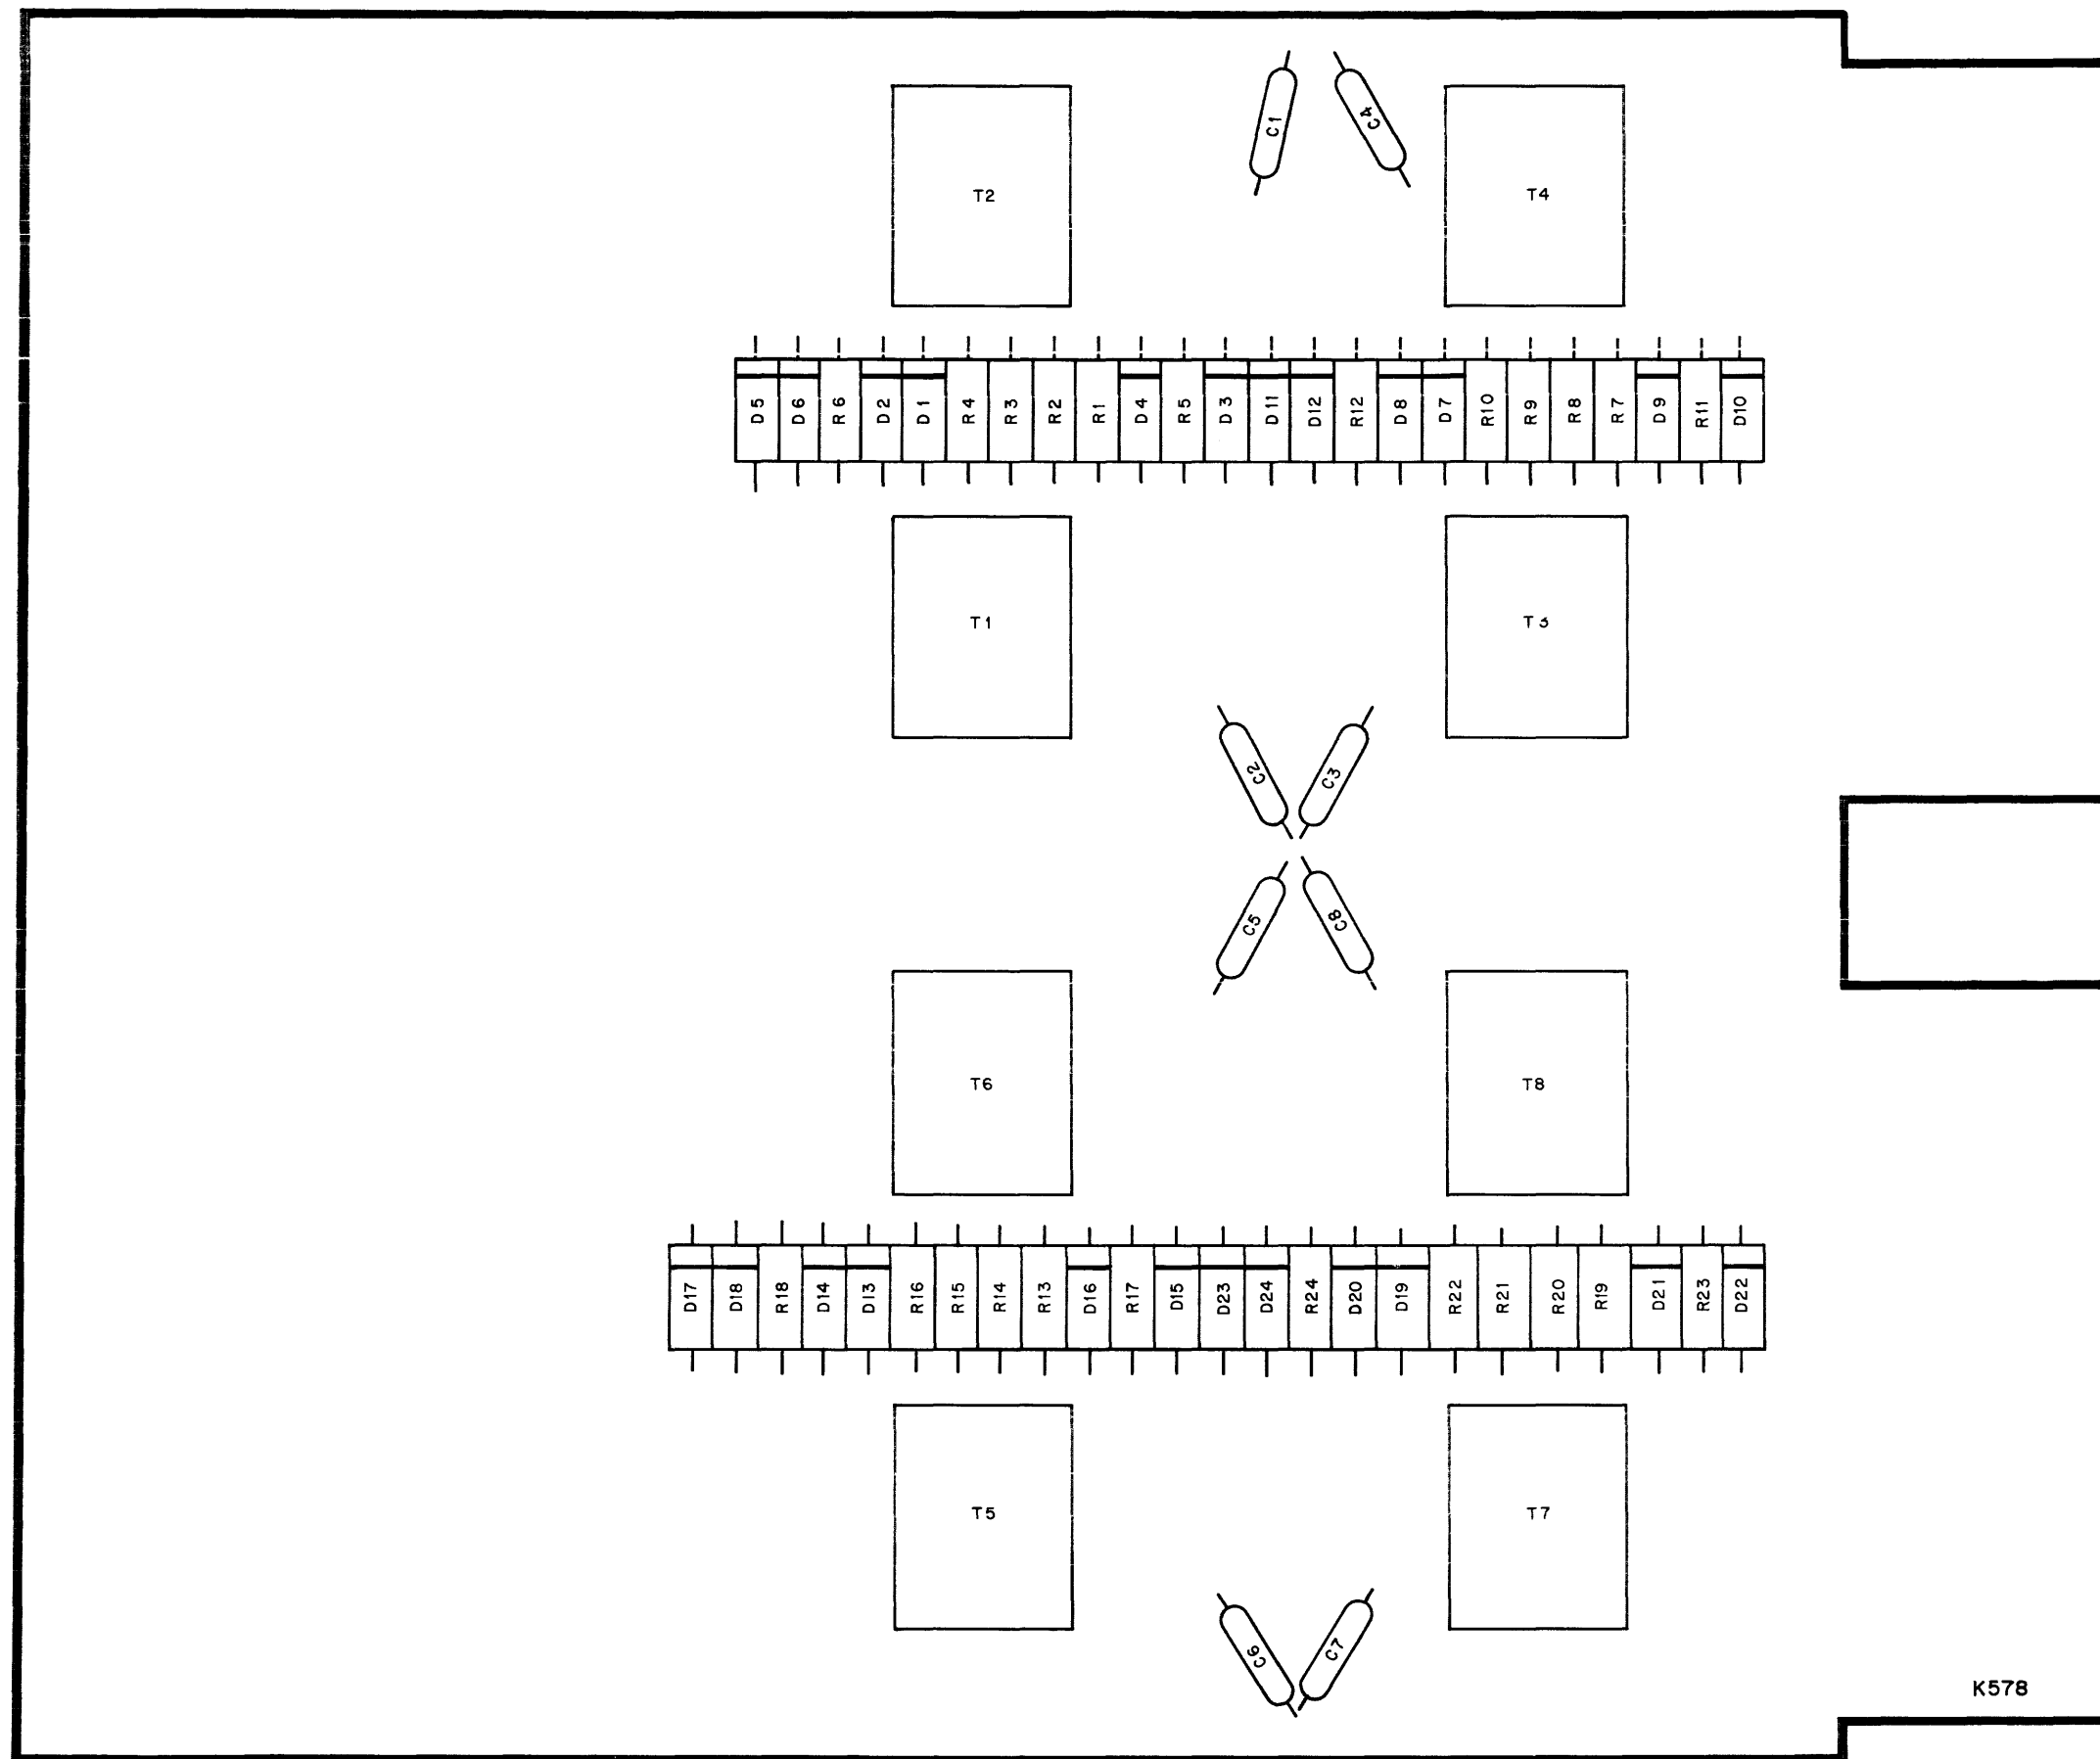 C1 C4
T2 T4
D5 D6 R6 D2 D1 R4 R3 R2 R1 D4 R5 D3 D11 D12 R12 D8 D7 R10 R9 R8 R7 D9 R11 D10
T1 T3
C2 C3
C5 C8
T6 T8
D17 D18 R18 D14 D13 R16 R15 R14 R13 D16 R17 D15 D23 D24 R24 D20 D19 R22 R21 R20 R19 D21 R23 D22
T5 T7
C6 C7
K578